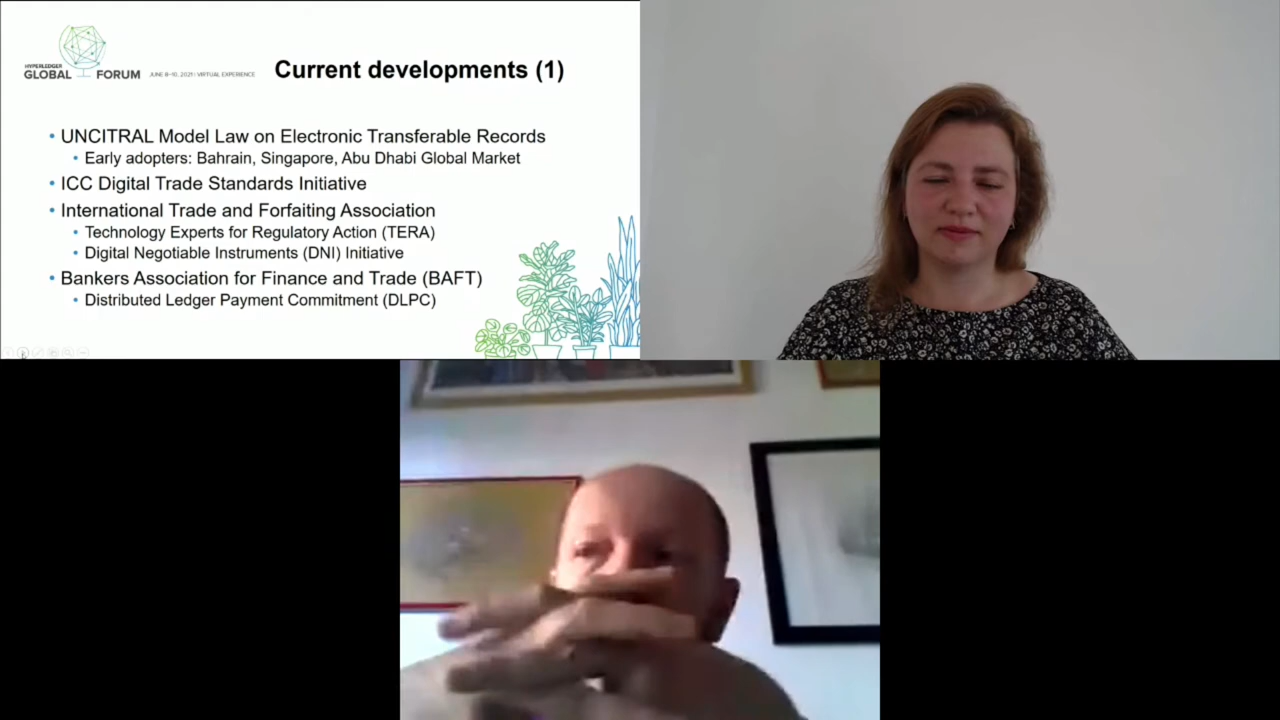 HYPERLEDGER
GLOBAL FORUM
JUNE 8-10, 2021 | VIRTUAL EXPERIENCE
Current developments (1)
• UNCITRAL Model Law on Electronic Transferable Records
• Early adopters: Bahrain, Singapore, Abu Dhabi Global Market
• ICC Digital Trade Standards Initiative
• International Trade and Forfaiting Association
• Technology Experts for Regulatory Action (TERA)
• Digital Negotiable Instruments (DNI) Initiative
• Bankers Association for Finance and Trade (BAFT)
• Distributed Ledger Payment Commitment (DLPC)